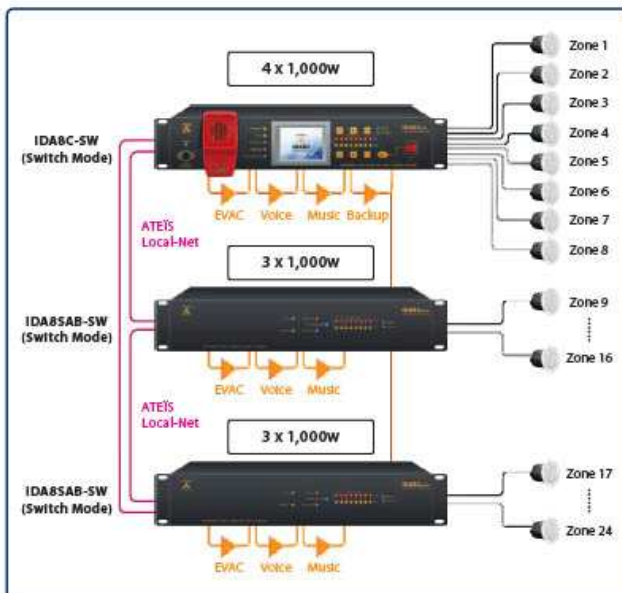 4 x 1,000w
Zone 1
Zone 2
Zone 3
Zone 4
Zone 5
Zone 6
Zone 7
Zone 8
IDA8C-SW
(Switch Mode)
EVAC Voice Music Backup
ATEÏS
Local-Net
3 x 1,000w
IDA8SAB-SW
(Switch Mode)
Zone 9
Zone 16
EVAC Voice Music
ATEÏS
Local-Net
3 x 1,000w
IDA8SAB-SW
(Switch Mode)
Zone 17
Zone 24
EVAC Voice Music